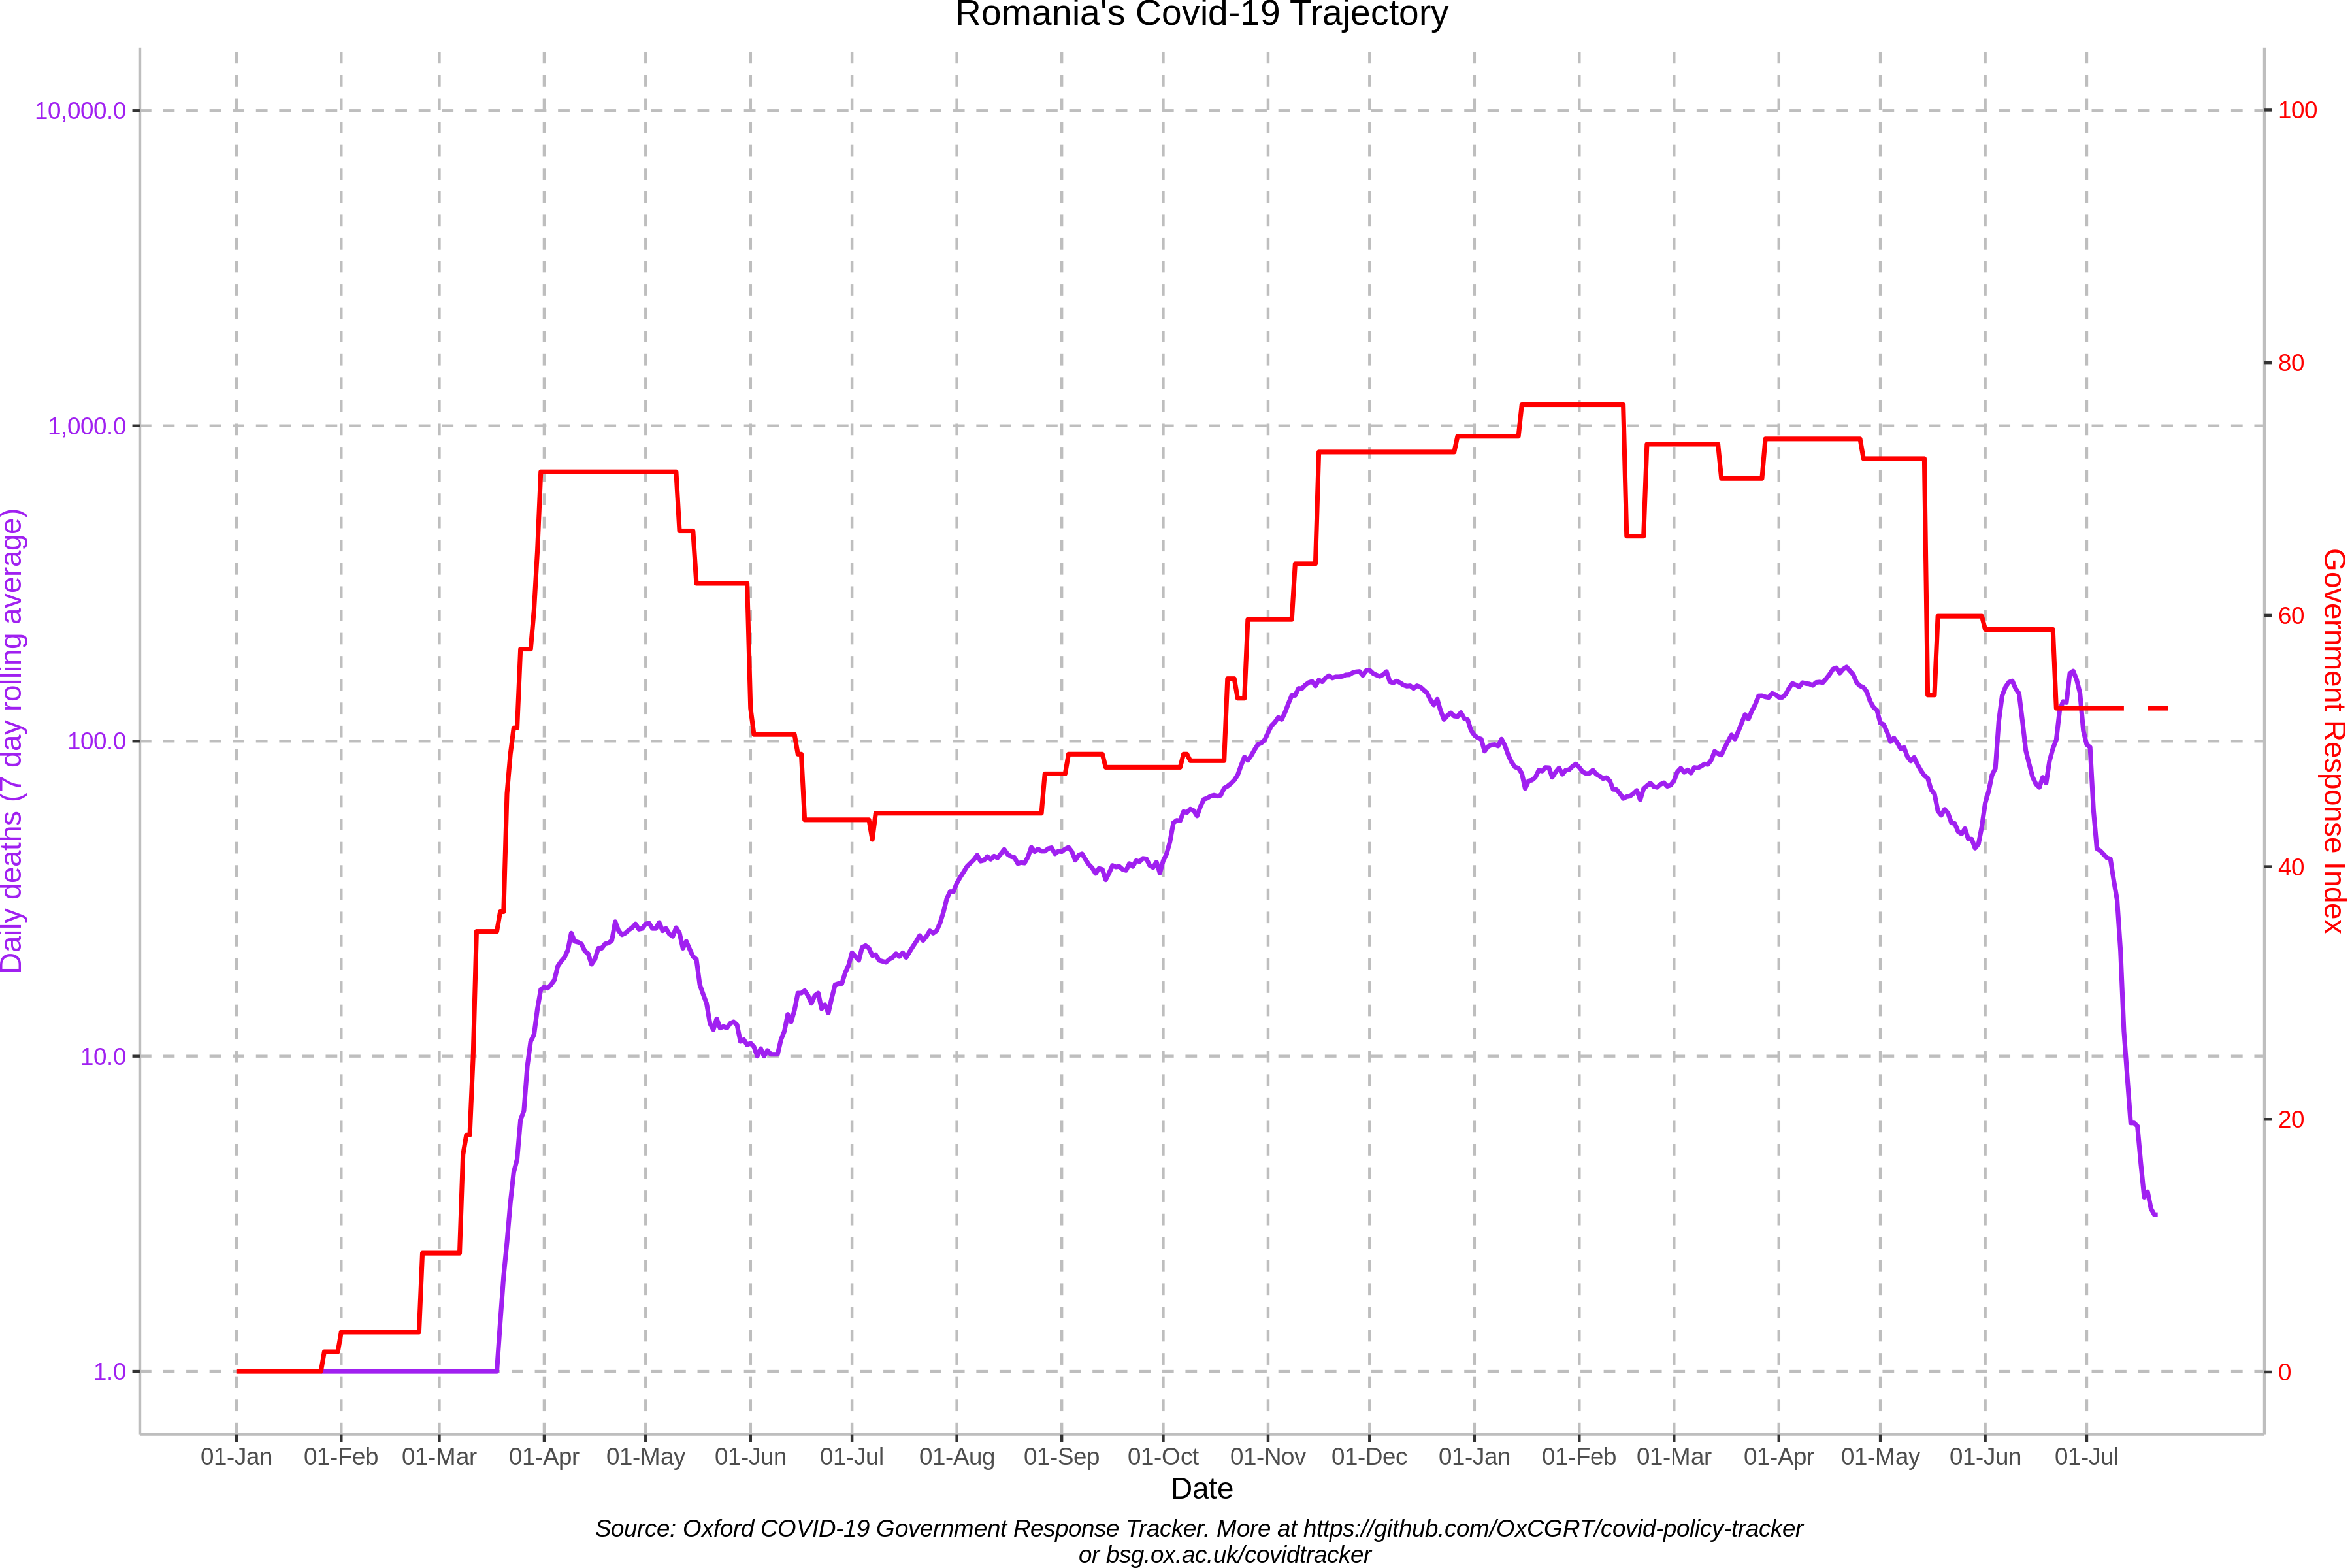 Romania's Covid-19 Trajectory
10,000.0
1,000.0
100.0
10.0
1.0
Daily deaths (7 day rolling average)
100
80
60
40
20
0
Government Response Index
01-Jan 01-Feb 01-Mar 01-Apr 01-May 01-Jun 01-Jul 01-Aug 01-Sep 01-Oct 01-Nov 01-Dec 01-Jan 01-Feb 01-Mar 01-Apr 01-May 01-Jun 01-Jul
Date
Source: Oxford COVID-19 Government Response Tracker. More at https://github.com/OxCGRT/covid-policy-tracker
or bsg.ox.ac.uk/covidtracker